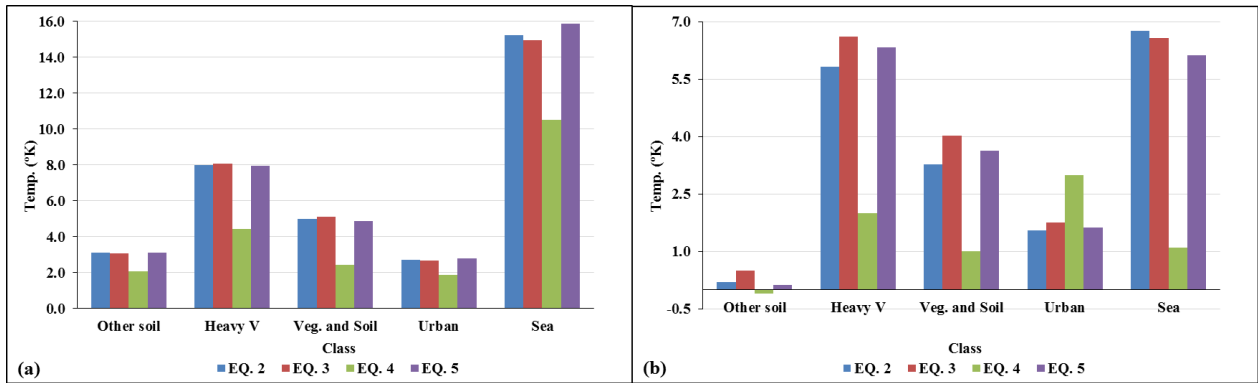 16.0
14.0
12.0
10.0
8.0
6.0
4.0
2.0
0.0
Temp. (°K)
Other soil Heavy V Veg. and Soil Urban Sea
Class
(a) EQ. 2 EQ. 3 EQ. 4 EQ. 5
7.0
5.5
4.0
2.5
1.0
-0.5
Temp. (°K)
Other soil Heavy V Veg. and Soil Urban Sea
Class
(b) EQ. 2 EQ. 3 EQ. 4 EQ. 5